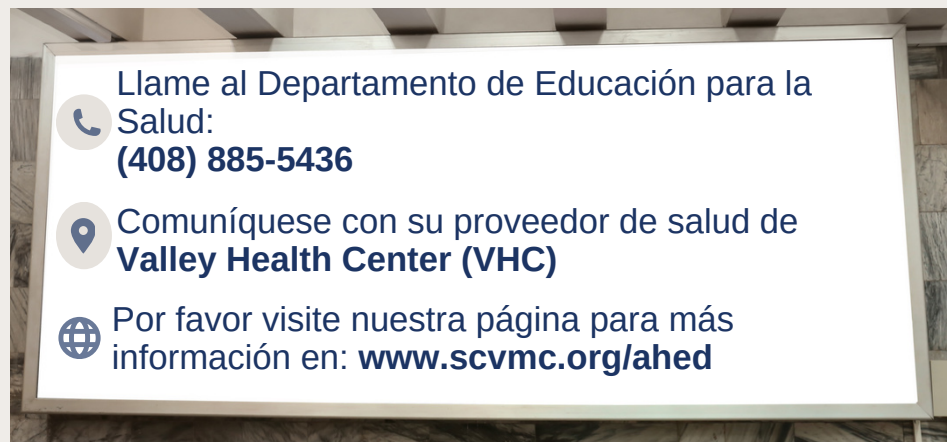 Llame al Departamento de Educación para la
Salud:
(408) 885-5436
Comuníquese con su proveedor de salud de
Valley Health Center (VHC)
Por favor visite nuestra página para más
información en: www.scvmc.org/ahed